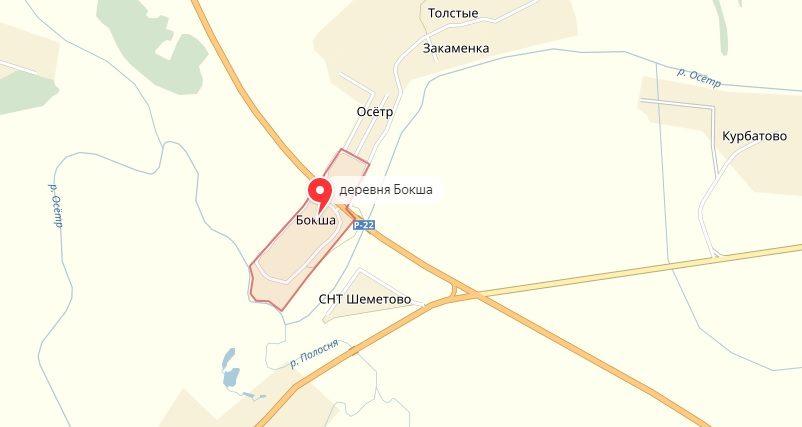 Толстые
Закаменка
р. Осётр
Осётр
Курбатово
деревня Бокша
р. Осётр
Бокша
Р-22
СНТ Шеметово
р. Полосня